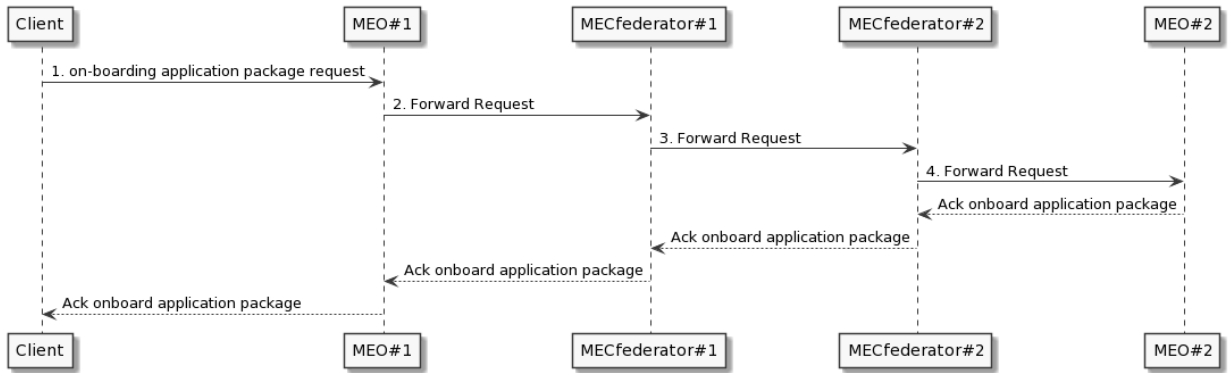 Client MEO#1 MECfederator#1 MECfederator#2 MEO#2
1. on-boarding application package request
2. Forward Request
3. Forward Request
4. Forward Request
Ack onboard application package
Ack onboard application package
Ack onboard application package
Ack onboard application package
Client MEO#1 MECfederator#1 MECfederator#2 MEO#2